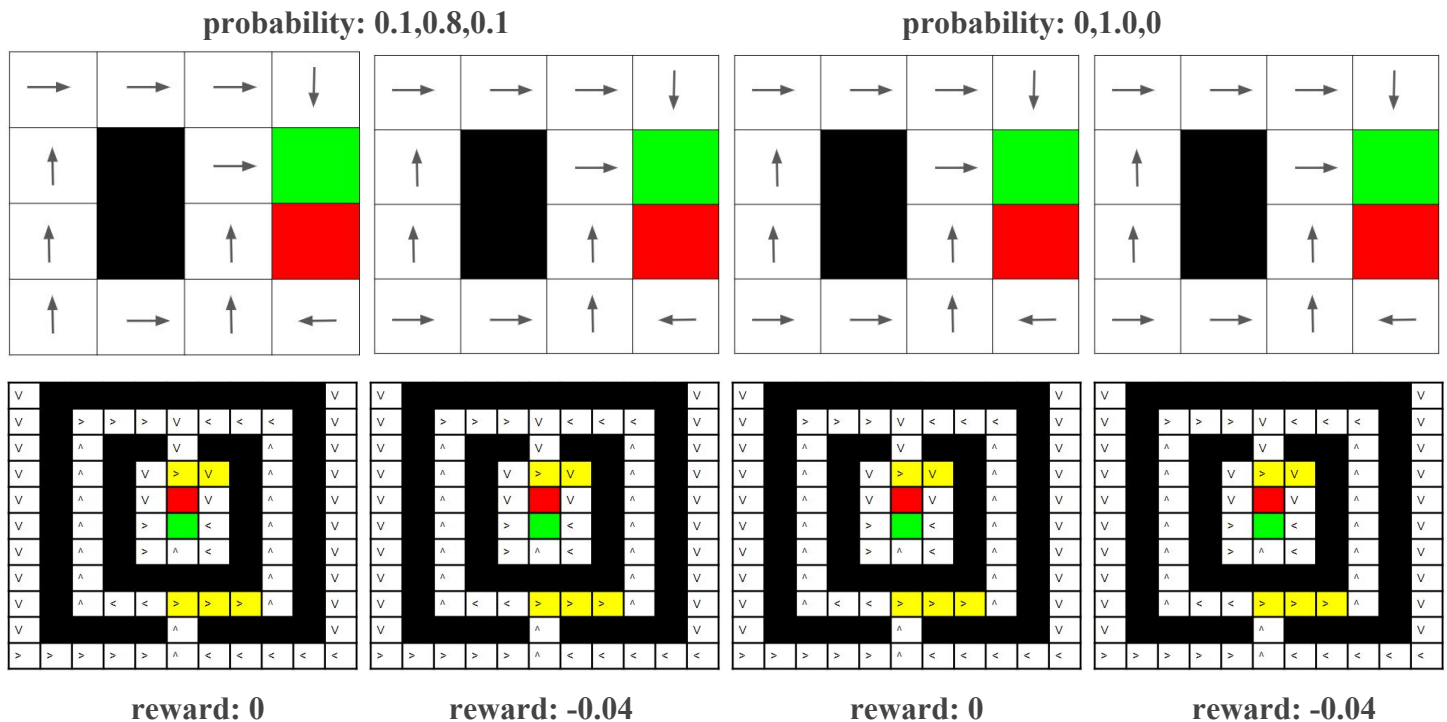 probability: 0.1,0.8,0.1
probability: 0,1.0,0
V V V V V V V V
V > > > V < < < V V > > > V < < < V V > > > V < < < V V > > > V < < < V
V ^ V ^ V V ^ V ^ V V ^ V ^ V V ^ V ^ V
V ^ V > V ^ V V ^ V > V ^ V V ^ V > V ^ V V ^ V > V ^ V
V ^ V V ^ V V ^ V V ^ V V ^ V V ^ V V ^ V V ^ V
V ^ > < ^ V V ^ > < ^ V V ^ > < ^ V V ^ > < ^ V
V ^ > ^ < ^ V V ^ > ^ < ^ V V ^ > ^ < ^ V V ^ > ^ < ^ V
V ^ ^ V V ^ ^ V V ^ ^ V V ^ ^ V
V ^ < < > > > ^ V V ^ < < > > > ^ V V ^ < < > > > ^ V V ^ < < > > > ^ V
V ^ V V ^ V V ^ V V ^ V
> > > > > ^ < < < < < > > > > > ^ < < < < < > > > > > ^ < < < < < > > > > > ^ < < < < <
reward: 0
reward: -0.04
reward: 0
reward: -0.04